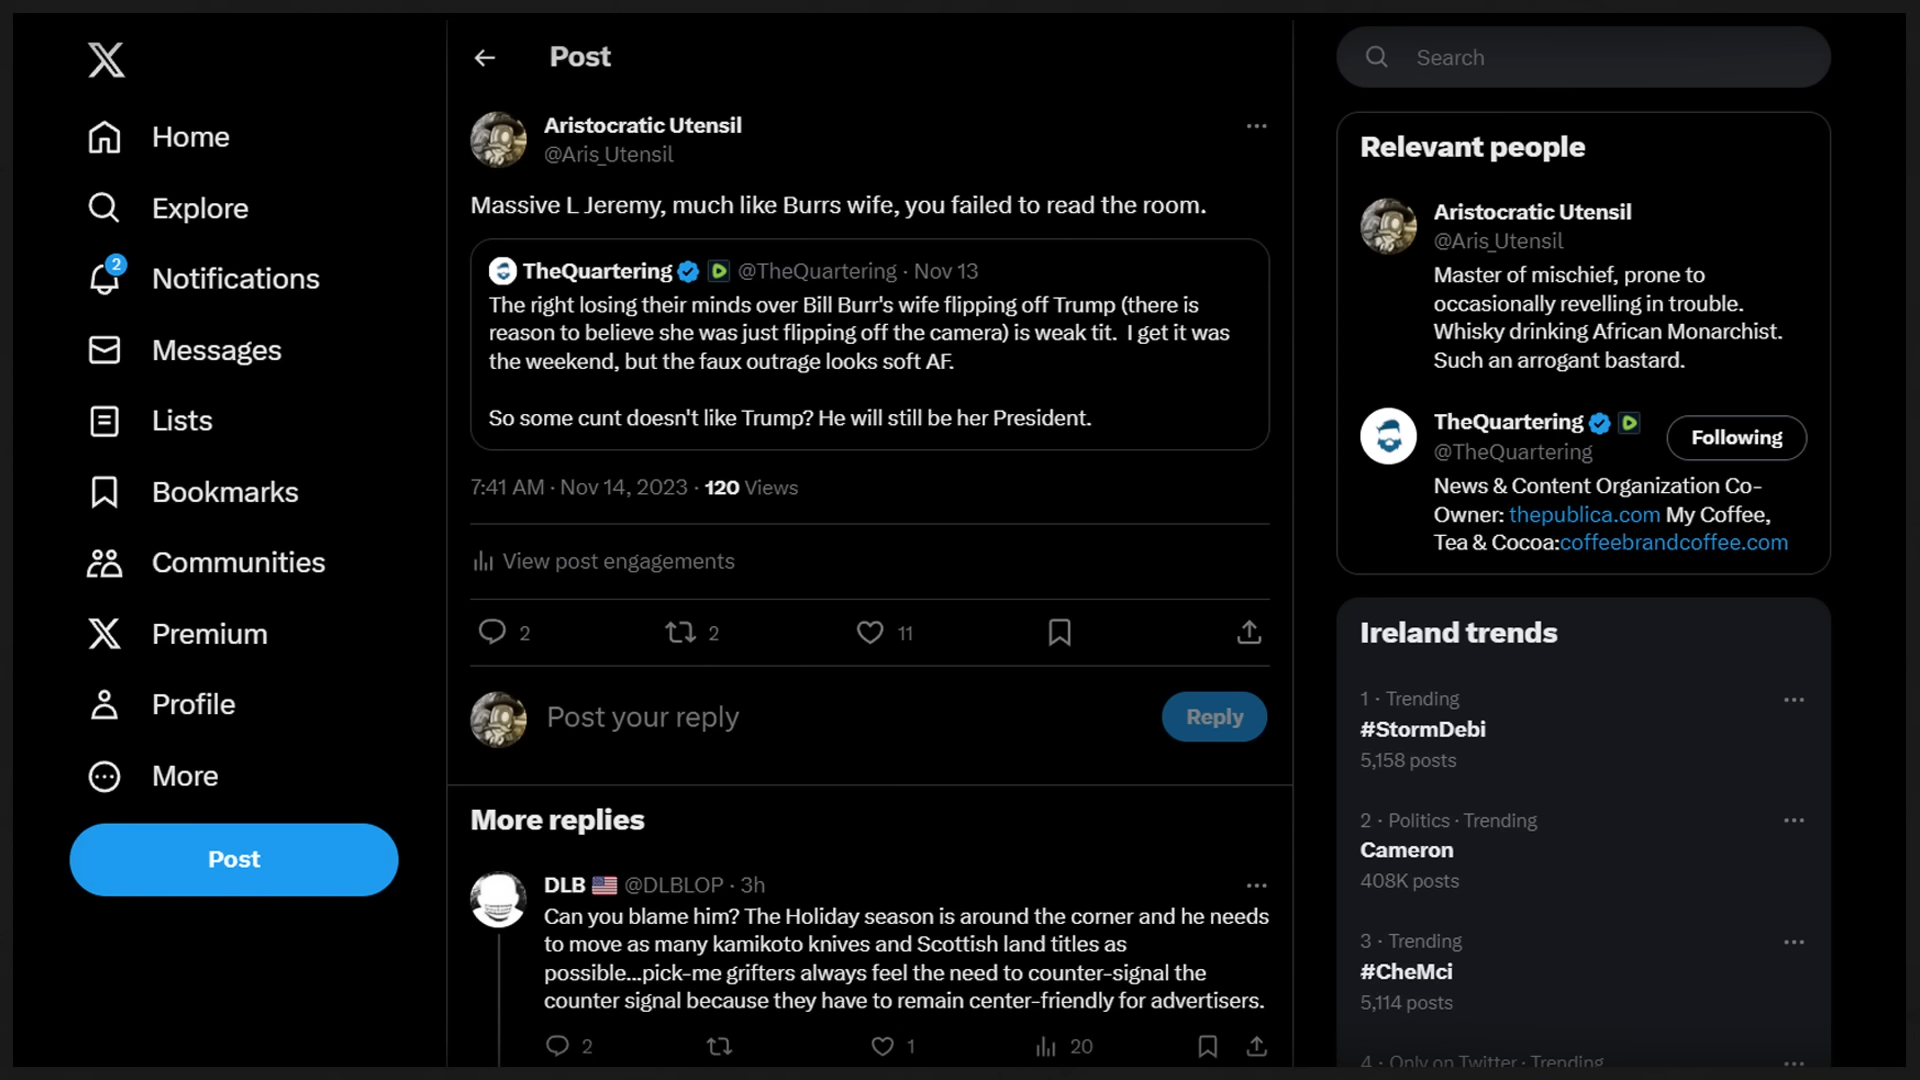 Post
Search
Home
Explore
2
Notifications
Messages
Lists
Bookmarks
Communities
Premium
Profile
More
Post
Aristocratic Utensil
@Aris_Utensil
Massive L Jeremy, much like Burrs wife, you failed to read the room.
TheQuartering @TheQuartering · Nov 13
The right losing their minds over Bill Burr's wife flipping off Trump (there is
reason to believe she was just flipping off the camera) is weak tit. I get it was
the weekend, but the faux outrage looks soft AF.
So some cunt doesn't like Trump? He will still be her President.
7:41 AM · Nov 14, 2023 · 120 Views
View post engagements
2 2 11
Post your reply
Reply
More replies
DLB @DLBLOP · 3h
Can you blame him? The Holiday season is around the corner and he needs
to move as many kamikoto knives and Scottish land titles as
possible...pick-me grifters always feel the need to counter-signal the
counter signal because they have to remain center-friendly for advertisers.
2 1 20
Relevant people
Aristocratic Utensil
@Aris_Utensil
Master of mischief, prone to
occasionally revelling in trouble.
Whisky drinking African Monarchist.
Such an arrogant bastard.
TheQuartering
@TheQuartering
Following
News & Content Organization Co-
Owner: thepublica.com My Coffee,
Tea & Cocoa:coffeebrandcoffee.com
Ireland trends
1 · Trending
#StormDebi
5,158 posts
2 · Politics · Trending
Cameron
408K posts
3 · Trending
#CheMci
5,114 posts
4 · Only on Twitter · Trending